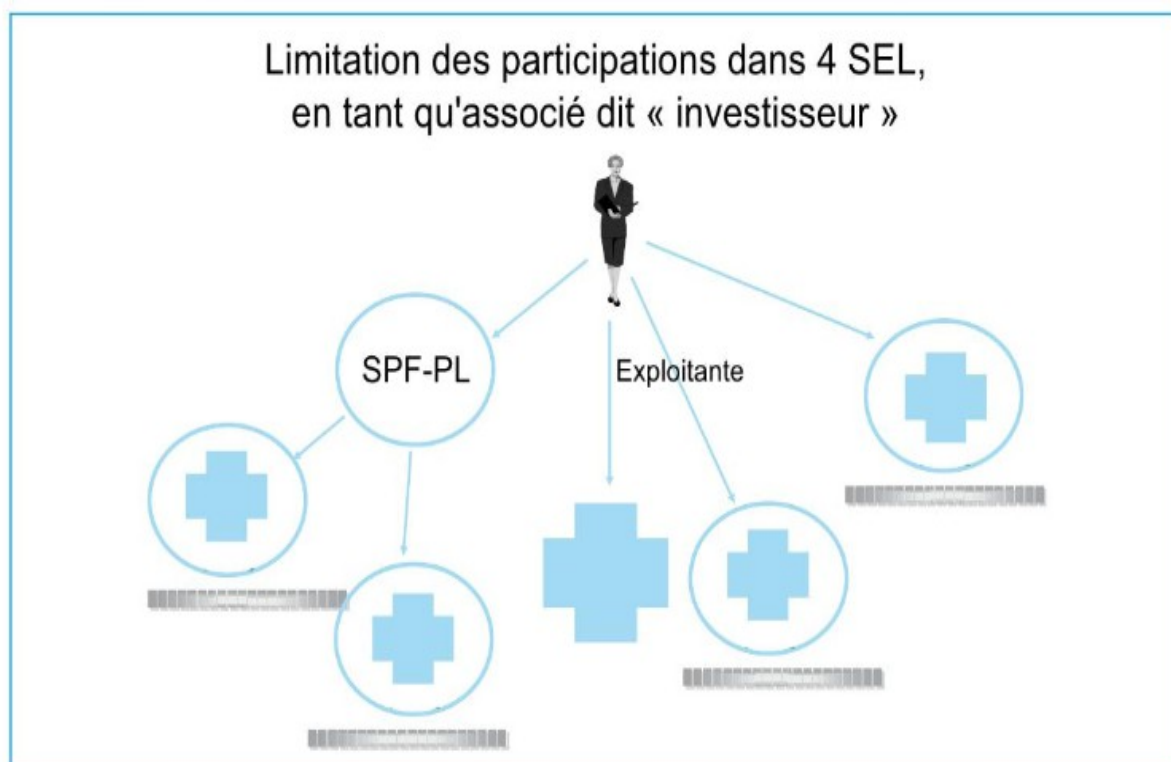 Limitation des participations dans 4 SEL,
en tant qu'associé dit « investisseur »
SPF-PL
Exploitante